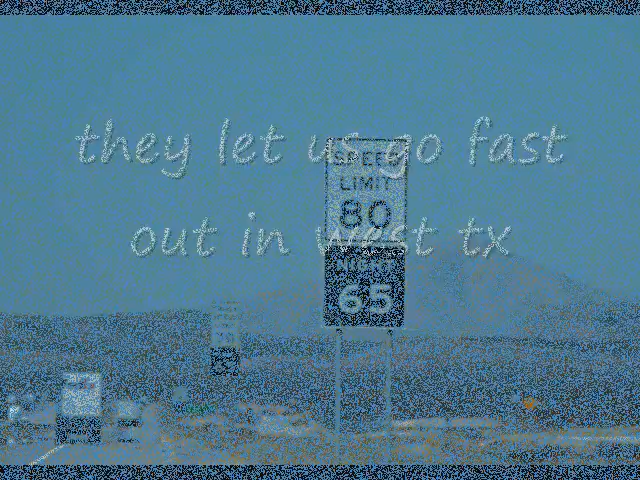 they let us go fast
SPEED
LIMIT
80
out in west tx
NIGHT
65